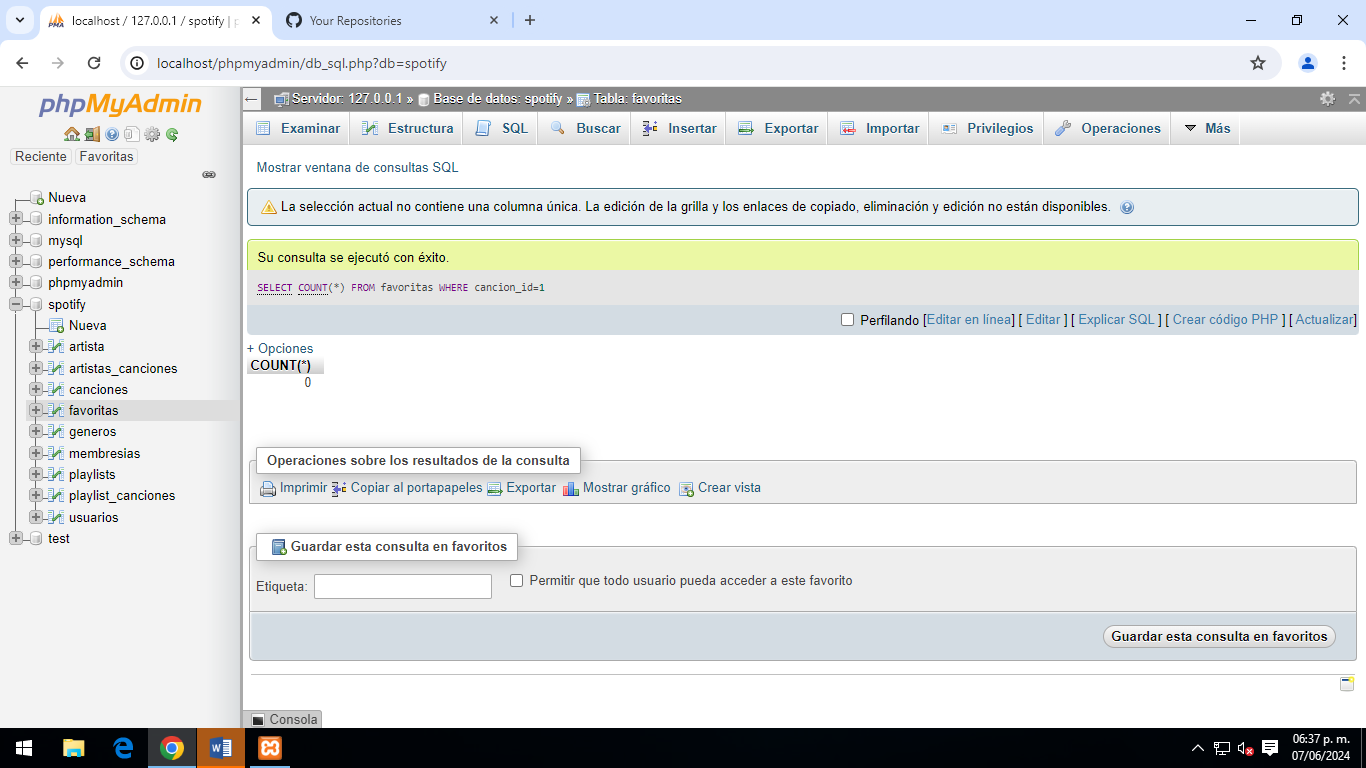 localhost / 127.0.0.1 / spotify | p
Your Repositories
localhost/phpmyadmin/db_sql.php?db=spotify
phpMyAdmin
Reciente Favoritas
Nueva
information_schema
mysql
performance_schema
phpmyadmin
spotify
Nueva
artista
artistas_canciones
canciones
favoritas
generos
membresias
playlists
playlist_canciones
usuarios
test
Servidor: 127.0.0.1 » Base de datos: spotify » Tabla: favoritas
Examinar Estructura SQL Buscar Insertar Exportar Importar Privilegios Operaciones Más
Mostrar ventana de consultas SQL
La selección actual no contiene una columna única. La edición de la grilla y los enlaces de copiado, eliminación y edición no están disponibles.
Su consulta se ejecutó con éxito.
SELECT COUNT(*) FROM favoritas WHERE cancion_id=1
Perfilando [Editar en línea] [ Editar ] [ Explicar SQL ] [ Crear código PHP ] [ Actualizar]
+ Opciones
COUNT(*)
0
Operaciones sobre los resultados de la consulta
Imprimir Copiar al portapapeles Exportar Mostrar gráfico Crear vista
Guardar esta consulta en favoritos
Etiqueta: Permitir que todo usuario pueda acceder a este favorito
Guardar esta consulta en favoritos
Consola
06:37 p. m.
07/06/2024